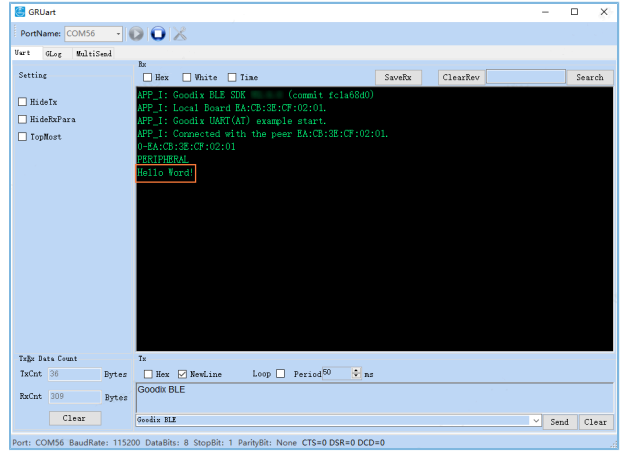 GRUart
PortName: COM56
Uart GLog MultiSend
Setting
HideTx
HideRxPara
TopMost
Rx
Hex White Time SaveRx ClearRev Search
APP_I: Goodix BLE SDK (commit fc1a68d0)
APP_I: Local Board EA:CB:3E:CF:02:01.
APP_I: Goodix UART(AT) example start.
APP_I: Connected with the peer EA:CB:3E:CF:02:01.
0-EA:CB:3E:CF:02:01
PERIPHERAL
Hello Word!
TxRx Data Count
TxCnt 36 Bytes
RxCnt 309 Bytes
Clear
Tx
Hex NewLine Loop Period 50 ms
Goodix BLE
Goodix BLE Send Clear
Port: COM56 BaudRate: 115200 DataBits: 8 StopBit: 1 ParityBit: None CTS=0 DSR=0 DCD=0